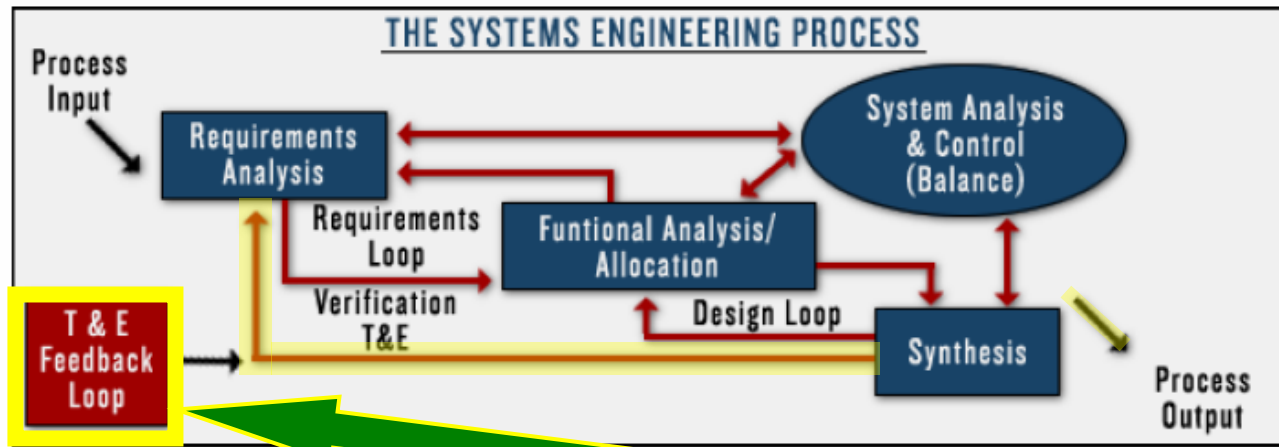 THE SYSTEMS ENGINEERING PROCESS
Process
Input
Requirements
Analysis
System Analysis
& Control
(Balance)
Requirements
Loop
Funtional Analysis/
Allocation
Verification
T&E
Design Loop
T & E
Feedback
Loop
Synthesis
Process
Output